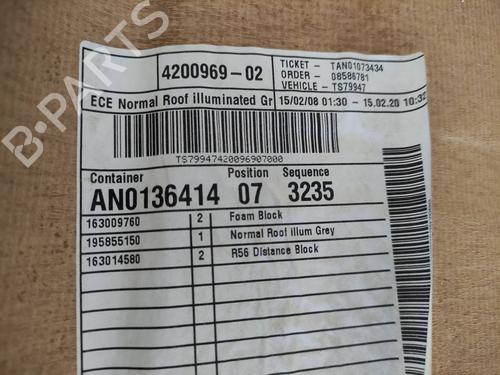 B-PARTS
4200969-02
TICKET - TAN01073434
ORDER - 08586781
VEHICLE - TS79947
ECE Normal Roof illuminated Gr 15/02/08 01:30 - 15.02.20 10:32
TS79947420096907000
Container Position Sequence
AN0136414 07 3235
163009760 2 Foam Block
195855150 1 Normal Roof illum Grey
163014580 2 R56 Distance Block